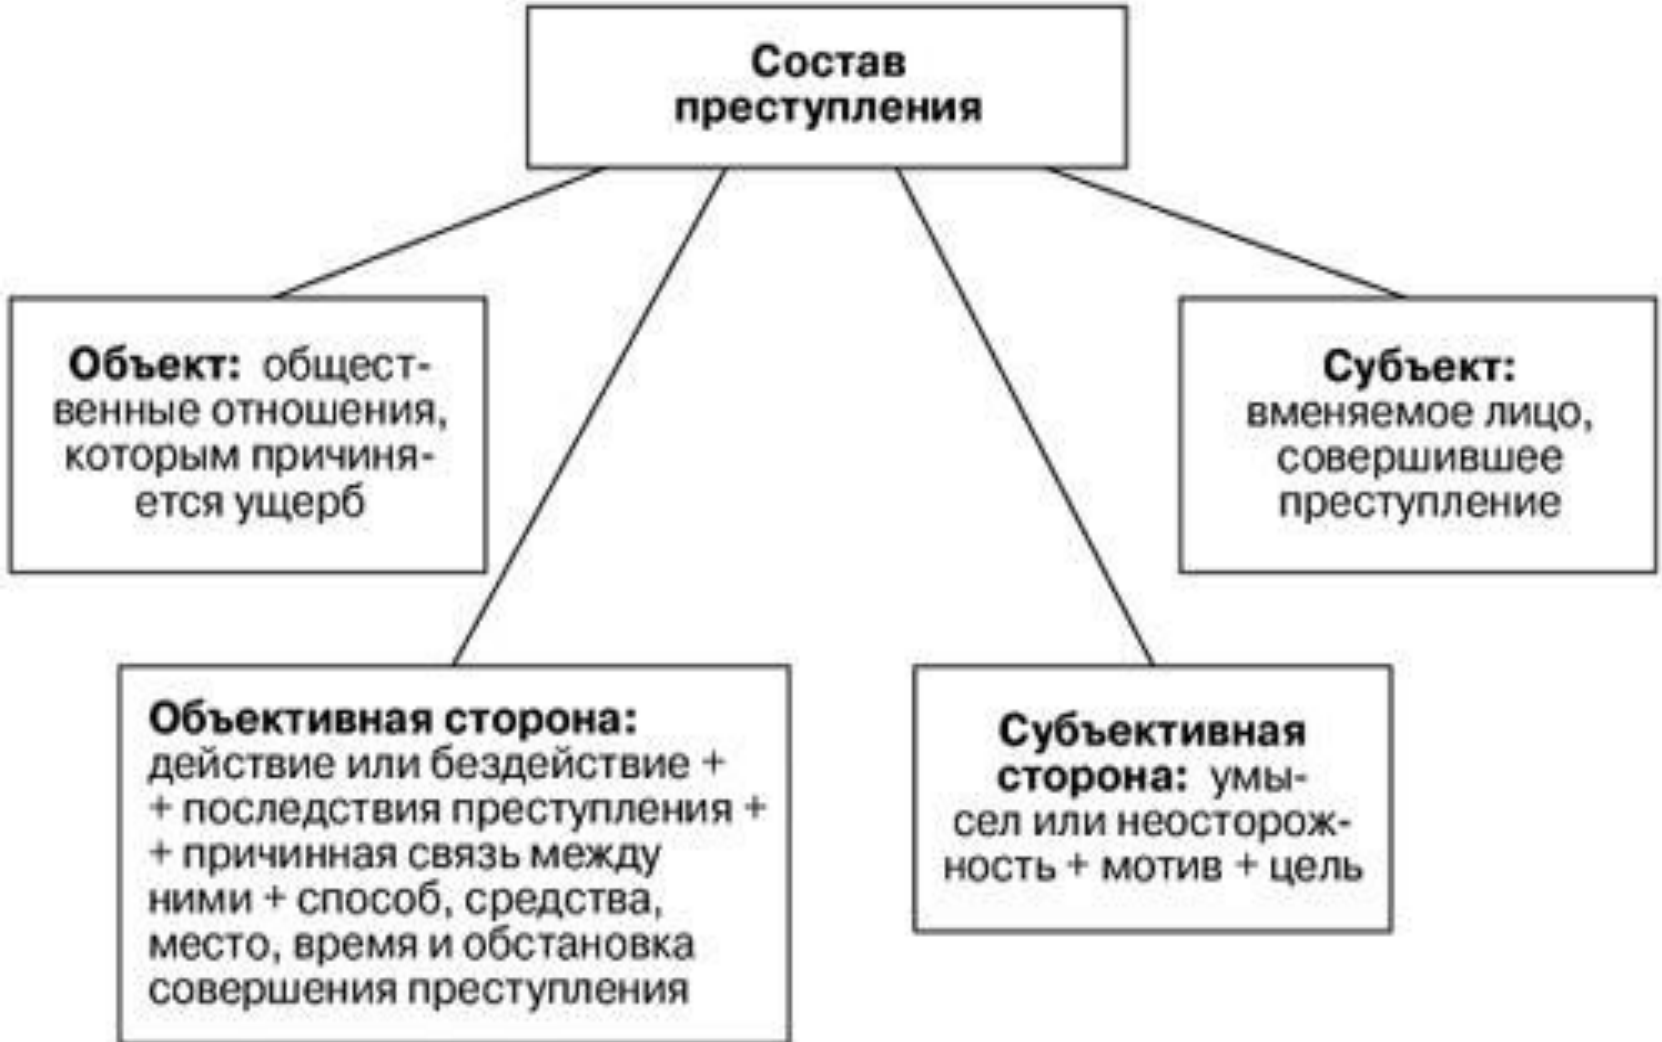 Состав
преступления
Объект: общест-
венные отношения,
которым причиня-
ется ущерб
Субъект:
вменяемое лицо,
совершившее
преступление
Объективная сторона:
действие или бездействие +
+ последствия преступления +
+ причинная связь между
ними + способ, средства,
место, время и обстановка
совершения преступления
Субъективная
сторона: умы-
сел или неосторож-
ность + мотив + цель